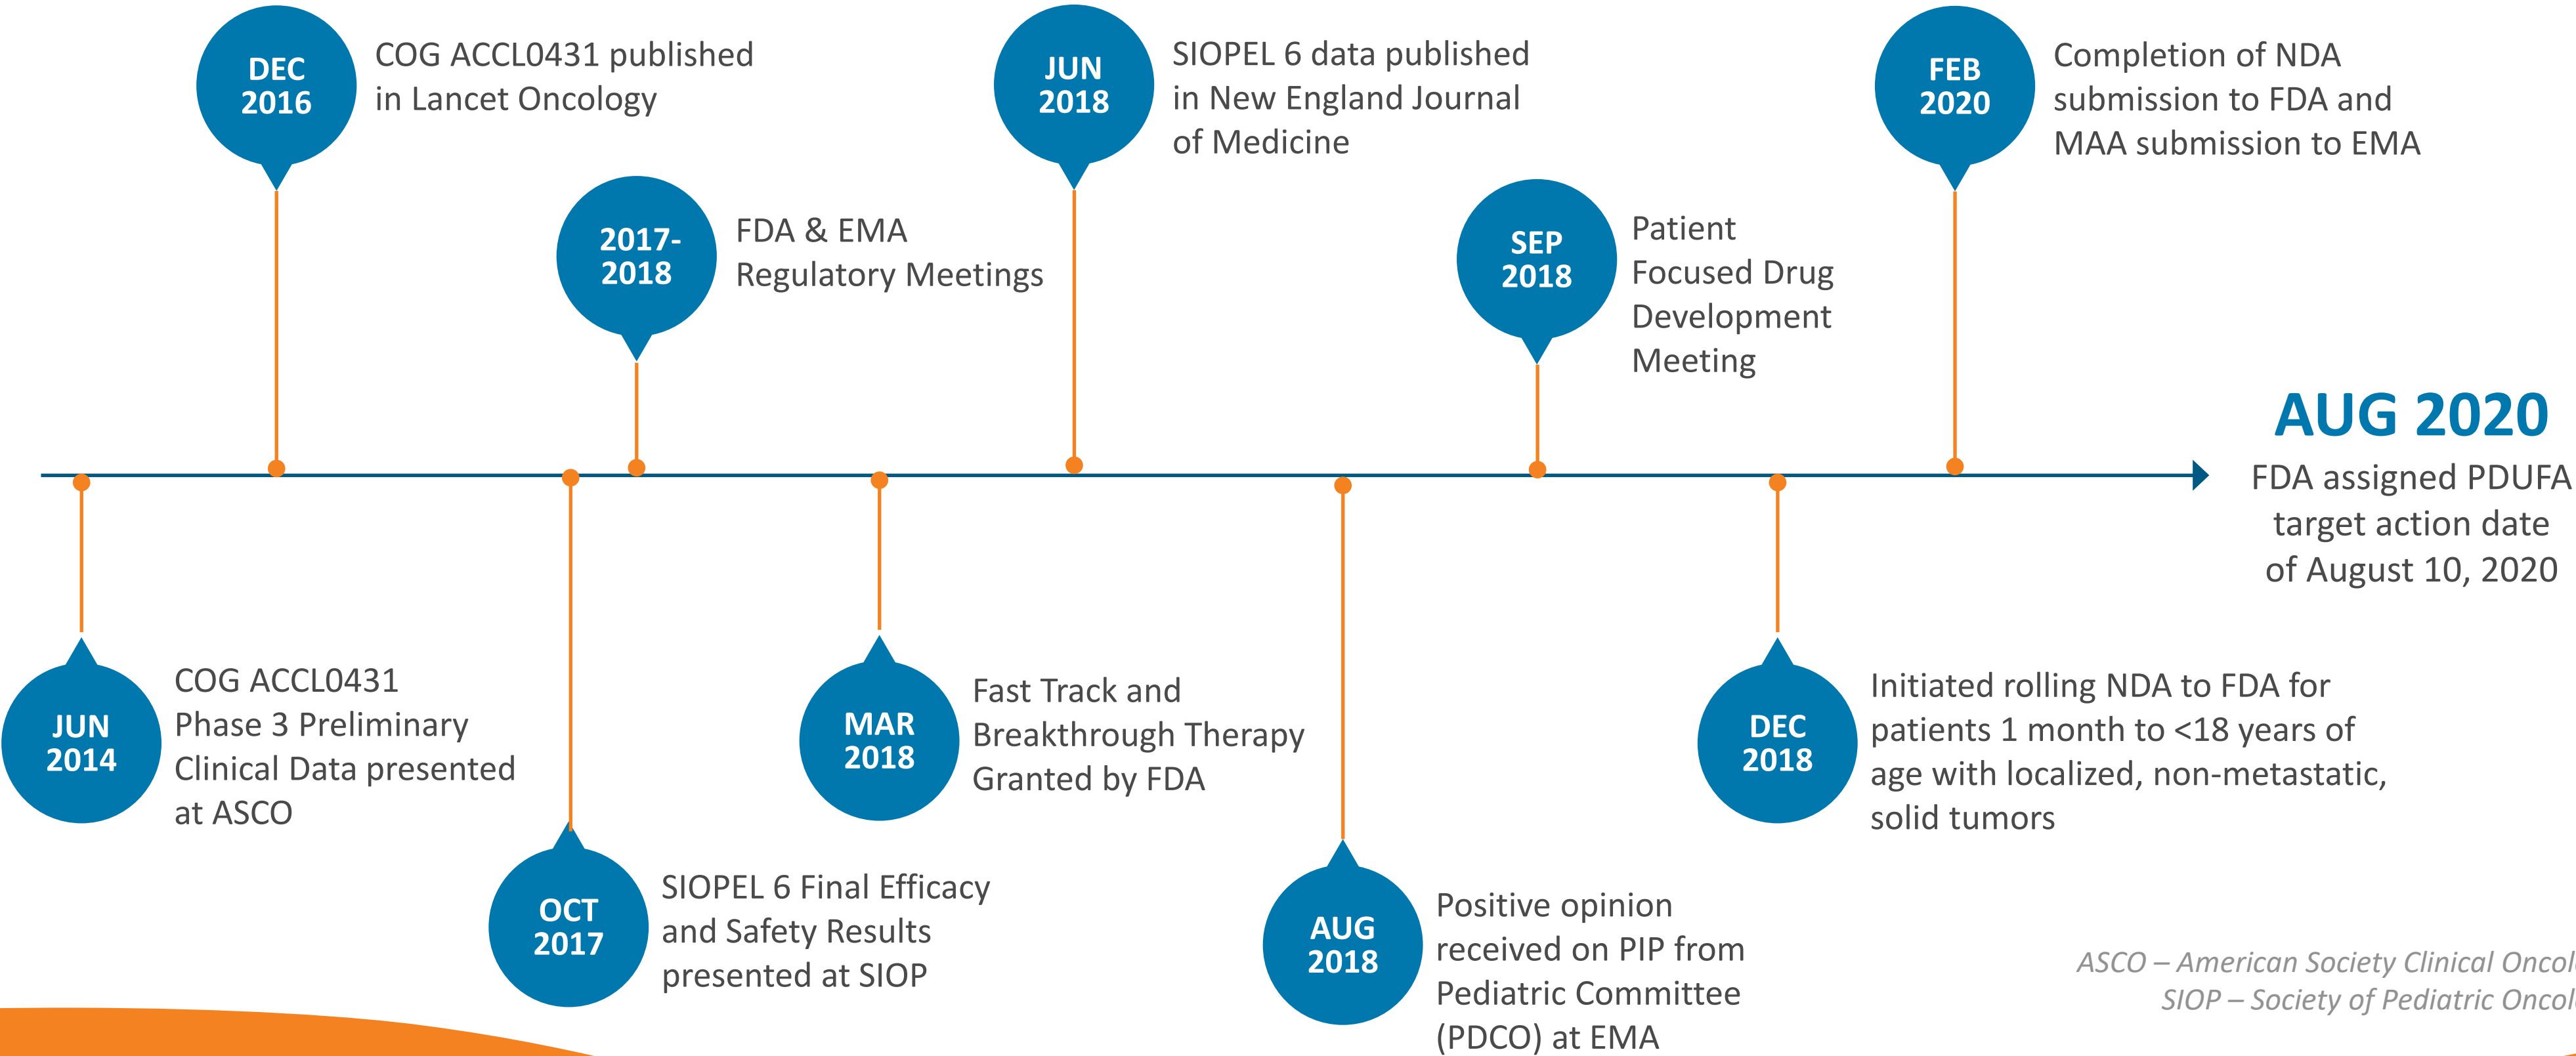 DEC
2016
COG ACCL0431 published
in Lancet Oncology
JUN
2018
SIOPEL 6 data published
in New England Journal
of Medicine
FEB
2020
Completion of NDA
submission to FDA and
MAA submission to EMA
2017-
2018
FDA & EMA
Regulatory Meetings
SEP
2018
Patient
Focused Drug
Development
Meeting
AUG 2020
FDA assigned PDUFA
target action date
of August 10, 2020
JUN
2014
COG ACCL0431
Phase 3 Preliminary
Clinical Data presented
at ASCO
MAR
2018
Fast Track and
Breakthrough Therapy
Granted by FDA
DEC
2018
Initiated rolling NDA to FDA for
patients 1 month to <18 years of
age with localized, non-metastatic,
solid tumors
OCT
2017
SIOPEL 6 Final Efficacy
and Safety Results
presented at SIOP
AUG
2018
Positive opinion
received on PIP from
Pediatric Committee
(PDCO) at EMA
ASCO – American Society Clinical
SIOP – Society of Pediatric